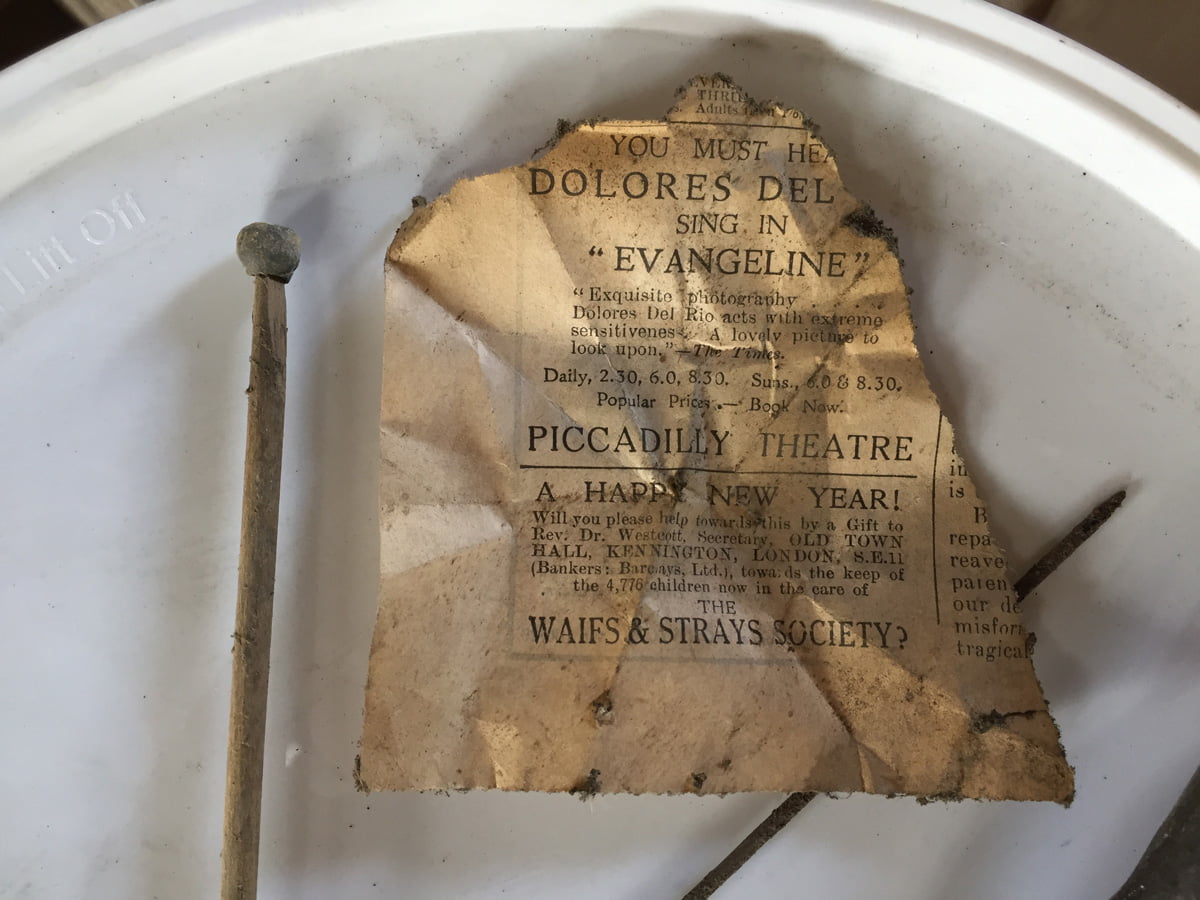 Lift Off
EVER
Adults
YOU MUST HEA
DOLORES DEL
SING IN
"EVANGELINE"
"Exquisite photography
Dolores Del Rio acts with extreme
sensitiveness. A lovely picture to
look upon."—The Times.
Daily, 2.30, 6.0, 8.30. Suns., 6.0 & 8.30.
Popular Prices.—Book Now.
PICCADILLY THEATRE
A HAPPY NEW YEAR!
Will you please help towards this by a Gift to
Rev. Dr. Westcott, Secretary, OLD TOWN
HALL, KENNINGTON, LONDON, S.E.11
(Bankers: Barclays, Ltd.), towards the keep of
the 4,776 children now in the care of
THE
WAIFS & STRAYS SOCIETY?
is
B
repa
reave
paren
our de
misfor
tragical